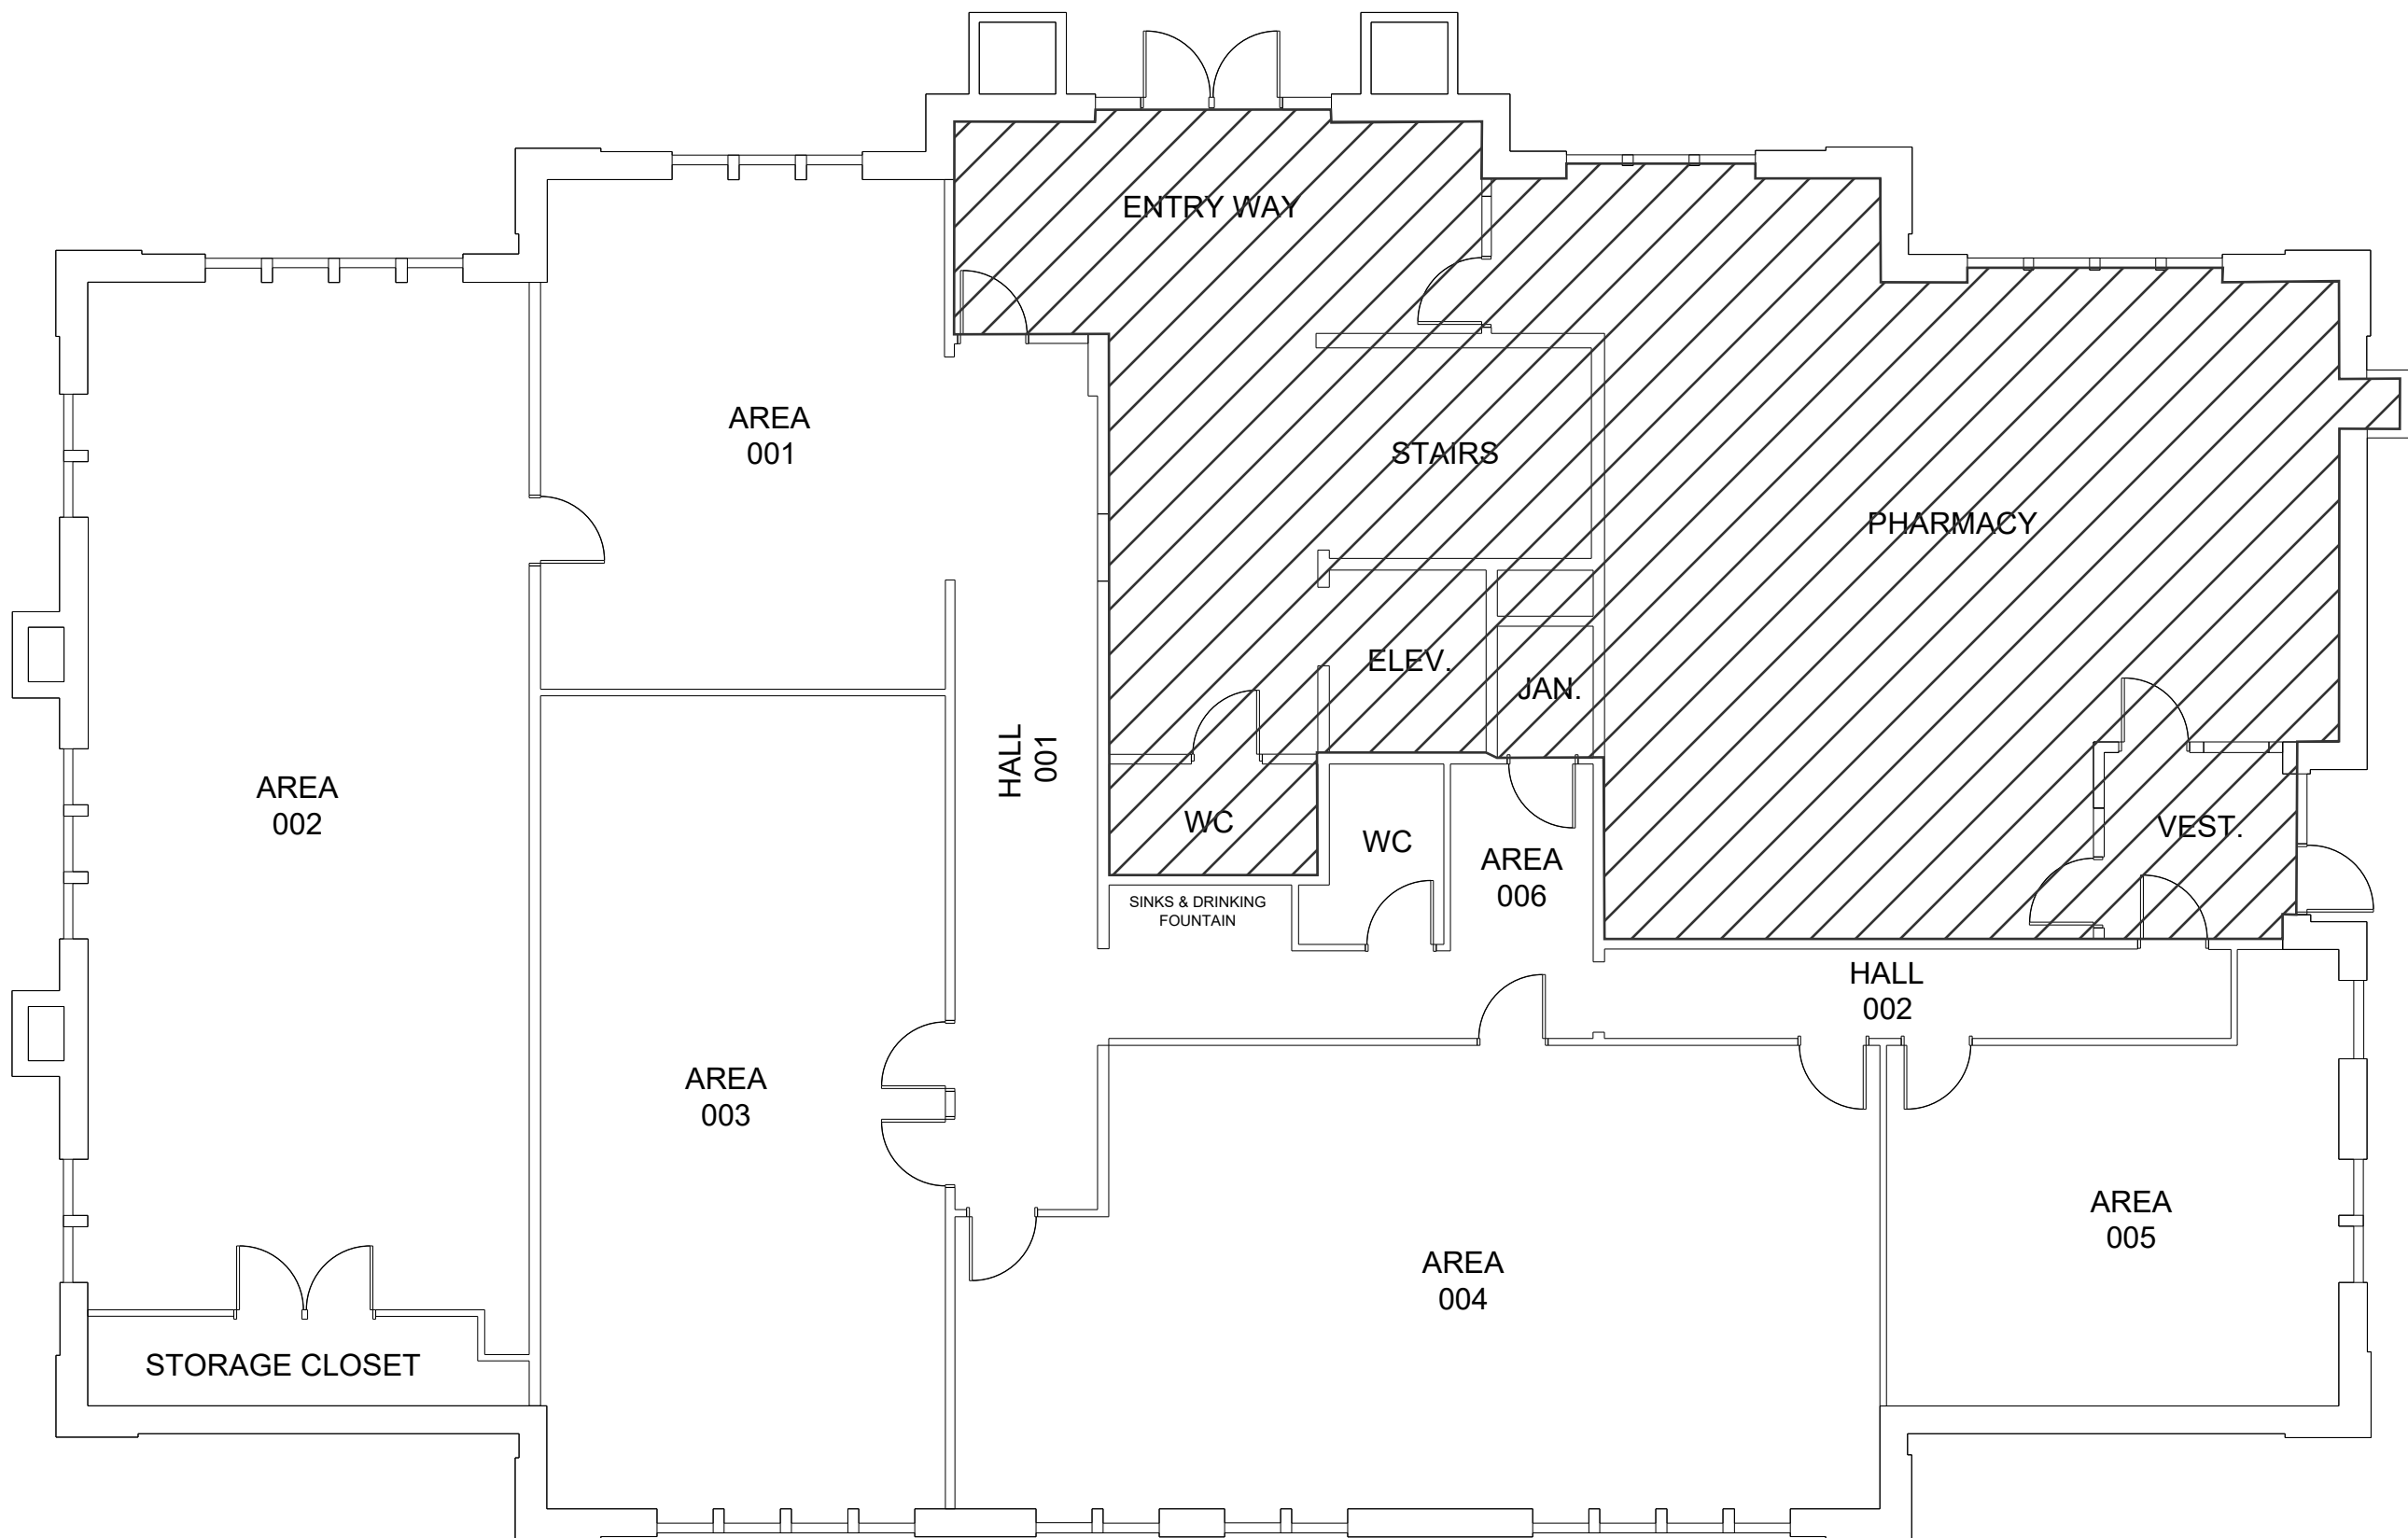 ENTRY WAY
AREA
001
STAIRS
PHARMACY
ELEV.
JAN.
HALL
001
AREA
002
WC
WC
VEST.
AREA
006
SINKS & DRINKING
FOUNTAIN
HALL
002
AREA
003
AREA
005
AREA
004
STORAGE CLOSET